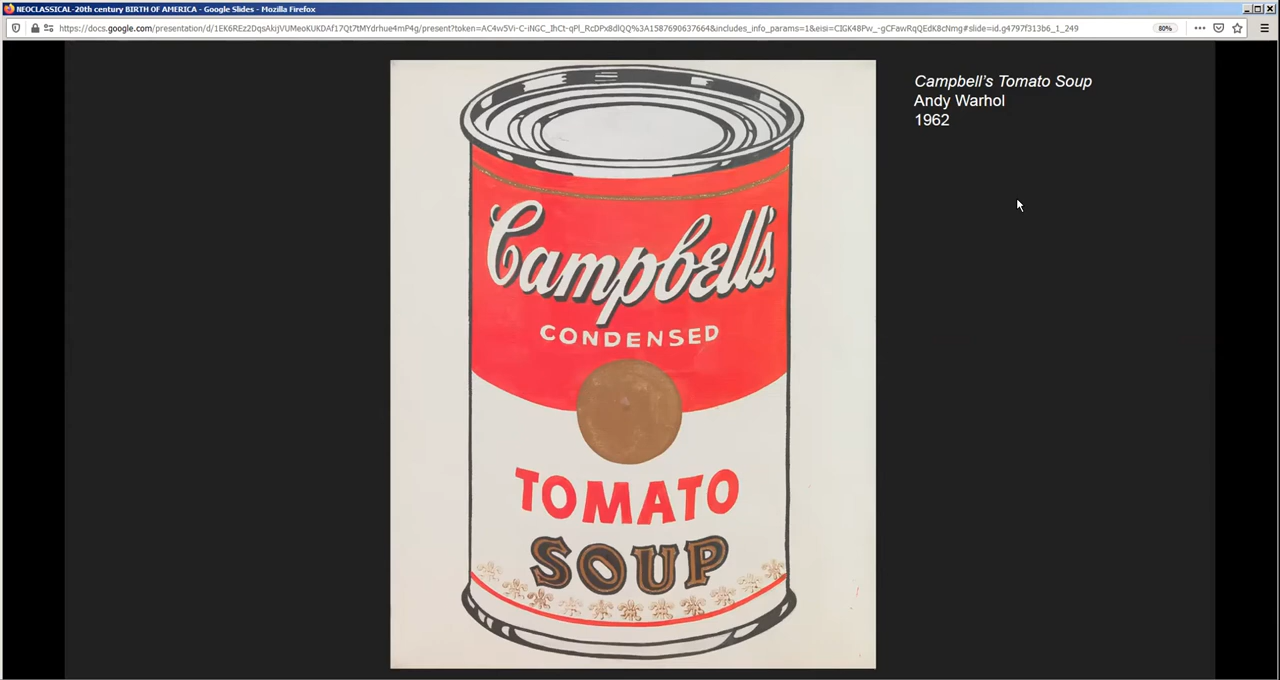 NEOCLASSICAL-20th century BIRTH OF AMERICA - Google Slides - Mozilla Firefox
80%
Campbell's Tomato Soup
Andy Warhol
1962
Campbell's
CONDENSED
TOMATO
SOUP